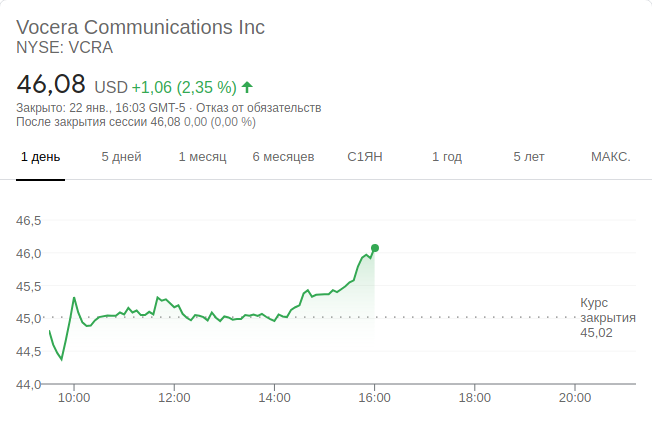 Vocera Communications Inc
NYSE: VCRA
46,08 USD +1,06 (2,35 %)
Закрыто: 22 янв., 16:03 GMT-5 · Отказ от обязательств
После закрытия сессии 46,08 0,00 (0,00 %)
1 день 5 дней 1 месяц 6 месяцев С1ЯН 1 год 5 лет МАКС.
46,5
46,0
45,5
45,0
44,5
44,0
Курс
закрытия
45,02
10:00 12:00 14:00 16:00 18:00 20:00